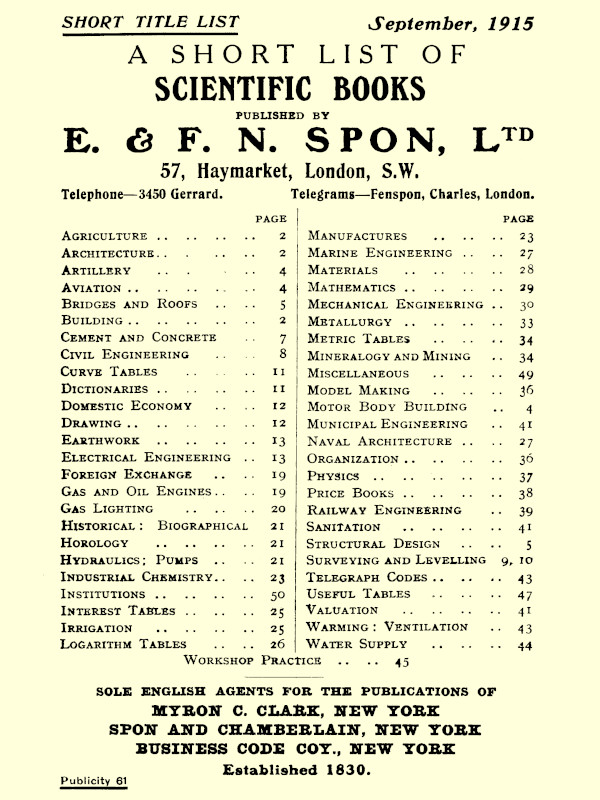 SHORT TITLE LIST
September, 1915
A SHORT LIST OF
SCIENTIFIC BOOKS
PUBLISHED BY
E. & F. N. SPON, LTD
57, Haymarket, London, S.W.
Telephone—3450 Gerrard.
Telegrams—Fenspon, Charles, London.
PAGE
AGRICULTURE .. .. .. .. 2
ARCHITECTURE .. .. .. .. 2
ARTILLERY .. .. .. .. 4
AVIATION .. .. .. .. .. 4
BRIDGES AND ROOFS .. .. .. 5
BUILDING .. .. .. .. .. 2
CEMENT AND CONCRETE .. .. 7
CIVIL ENGINEERING .. .. 8
CURVE TABLES .. .. .. 11
DICTIONARIES .. .. .. .. 11
DOMESTIC ECONOMY .. .. 12
DRAWING .. .. .. .. .. 12
EARTHWORK .. .. .. .. 13
ELECTRICAL ENGINEERING .. 13
FOREIGN EXCHANGE .. .. 19
GAS AND OIL ENGINES .. .. 19
GAS LIGHTING .. .. .. 20
HISTORICAL: BIOGRAPHICAL 21
HOROLOGY .. .. .. .. 21
HYDRAULICS; PUMPS .. .. 21
INDUSTRIAL CHEMISTRY .. .. 23
INSTITUTIONS .. .. .. .. 50
INTEREST TABLES .. .. .. 25
IRRIGATION .. .. .. .. 25
LOGARITHM TABLES .. .. 26
PAGE
MANUFACTURES .. .. .. 23
MARINE ENGINEERING .. .. 27
MATERIALS .. .. .. .. 28
MATHEMATICS .. .. .. .. 29
MECHANICAL ENGINEERING .. 30
METALLURGY .. .. .. .. 33
METRIC TABLES .. .. .. 34
MINERALOGY AND MINING .. 34
MISCELLANEOUS .. .. .. 49
MODEL MAKING .. .. .. 36
MOTOR BODY BUILDING .. 4
MUNICIPAL ENGINEERING .. 41
NAVAL ARCHITECTURE .. .. 27
ORGANIZATION .. .. .. .. 36
PHYSICS .. .. .. .. .. 37
PRICE BOOKS .. .. .. .. 38
RAILWAY ENGINEERING .. 39
SANITATION .. .. .. .. 41
STRUCTURAL DESIGN .. .. 5
SURVEYING AND LEVELLING 9, 10
TELEGRAPH CODES .. .. .. 43
USEFUL TABLES .. .. .. 47
VALUATION .. .. .. .. 41
WARMING: VENTILATION .. 43
WATER SUPPLY .. .. .. 44
WORKSHOP PRACTICE .. .. .. 45
SOLE ENGLISH AGENTS FOR THE PUBLICATIONS OF
MYRON C. CLARK, NEW YORK
SPON AND CHAMBERLAIN, NEW YORK
BUSINESS CODE COY., NEW YORK
Established 1830.
Publicity 61